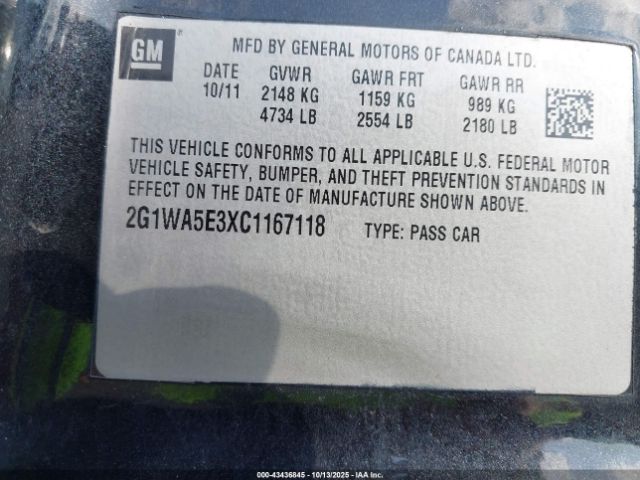 GM
MFD BY GENERAL MOTORS OF CANADA LTD.
DATE GVWR GAWR FRT GAWR RR
10/11 2148 KG 1159 KG 989 KG
4734 LB 2554 LB 2180 LB
THIS VEHICLE CONFORMS TO ALL APPLICABLE U.S. FEDERAL MOTOR
VEHICLE SAFETY, BUMPER, AND THEFT PREVENTION STANDARDS IN
EFFECT ON THE DATE OF MANUFACTURE SHOWN ABOVE.
2G1WA5E3XC1167118 TYPE: PASS CAR
000-43436845 - 10/13/2025 - IAA Inc.